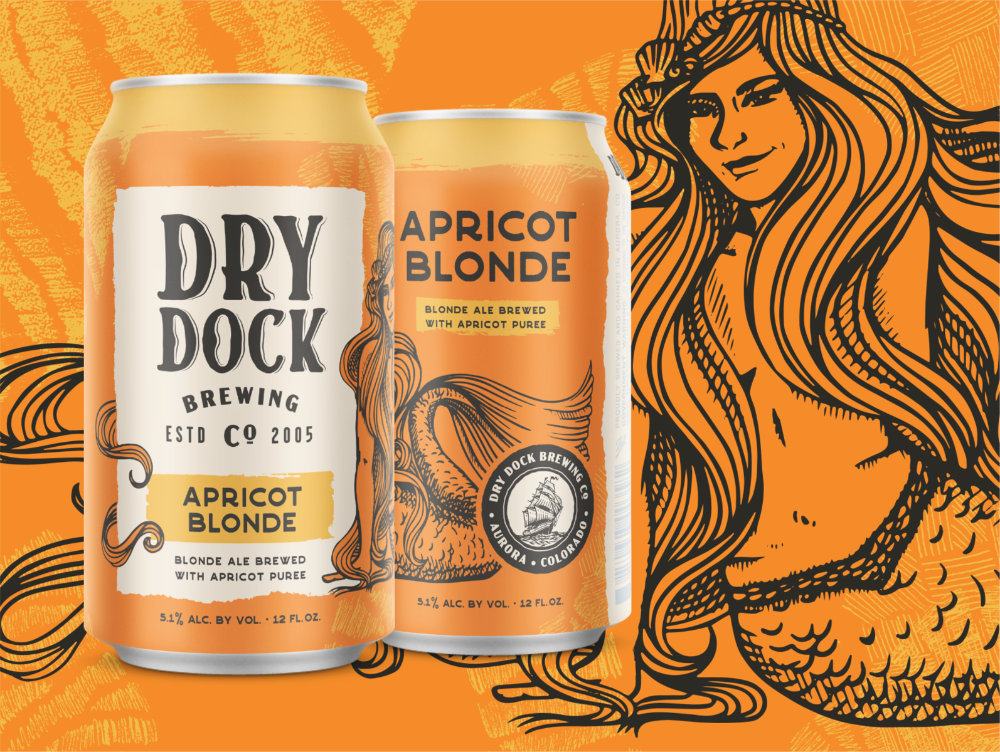 DRY
DOCK
BREWING
ESTD Cº 2005
APRICOT
BLONDE
BLONDE ALE BREWED
WITH APRICOT PUREE
5.1% ALC. BY VOL. • 12 FL.OZ.
APRICOT
BLONDE
BLONDE ALE BREWED
WITH APRICOT PUREE
DRY DOCK BREWING Cº
• AURORA • COLORADO •
5.1% ALC. BY VOL. • 12 FL.OZ.